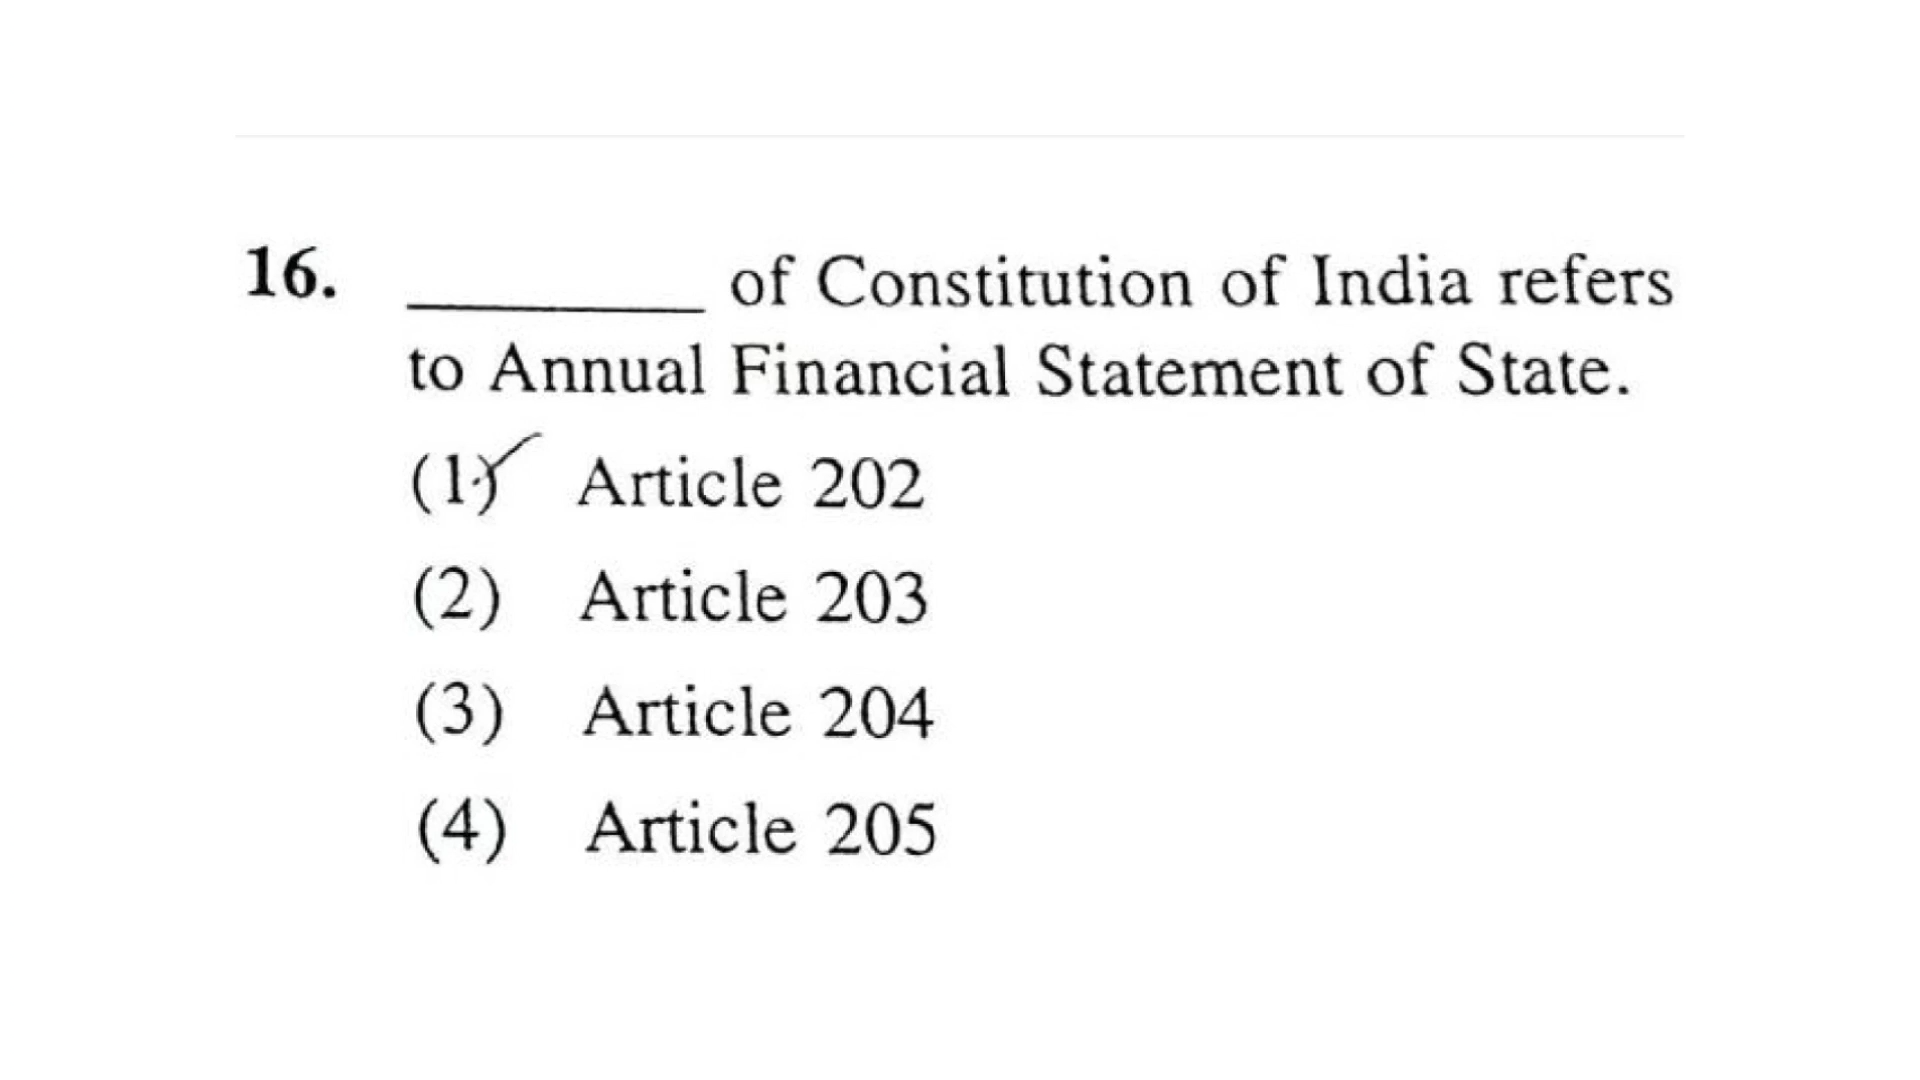 16. ________ of Constitution of India refers
to Annual Financial Statement of State.
(1) Article 202
(2) Article 203
(3) Article 204
(4) Article 205